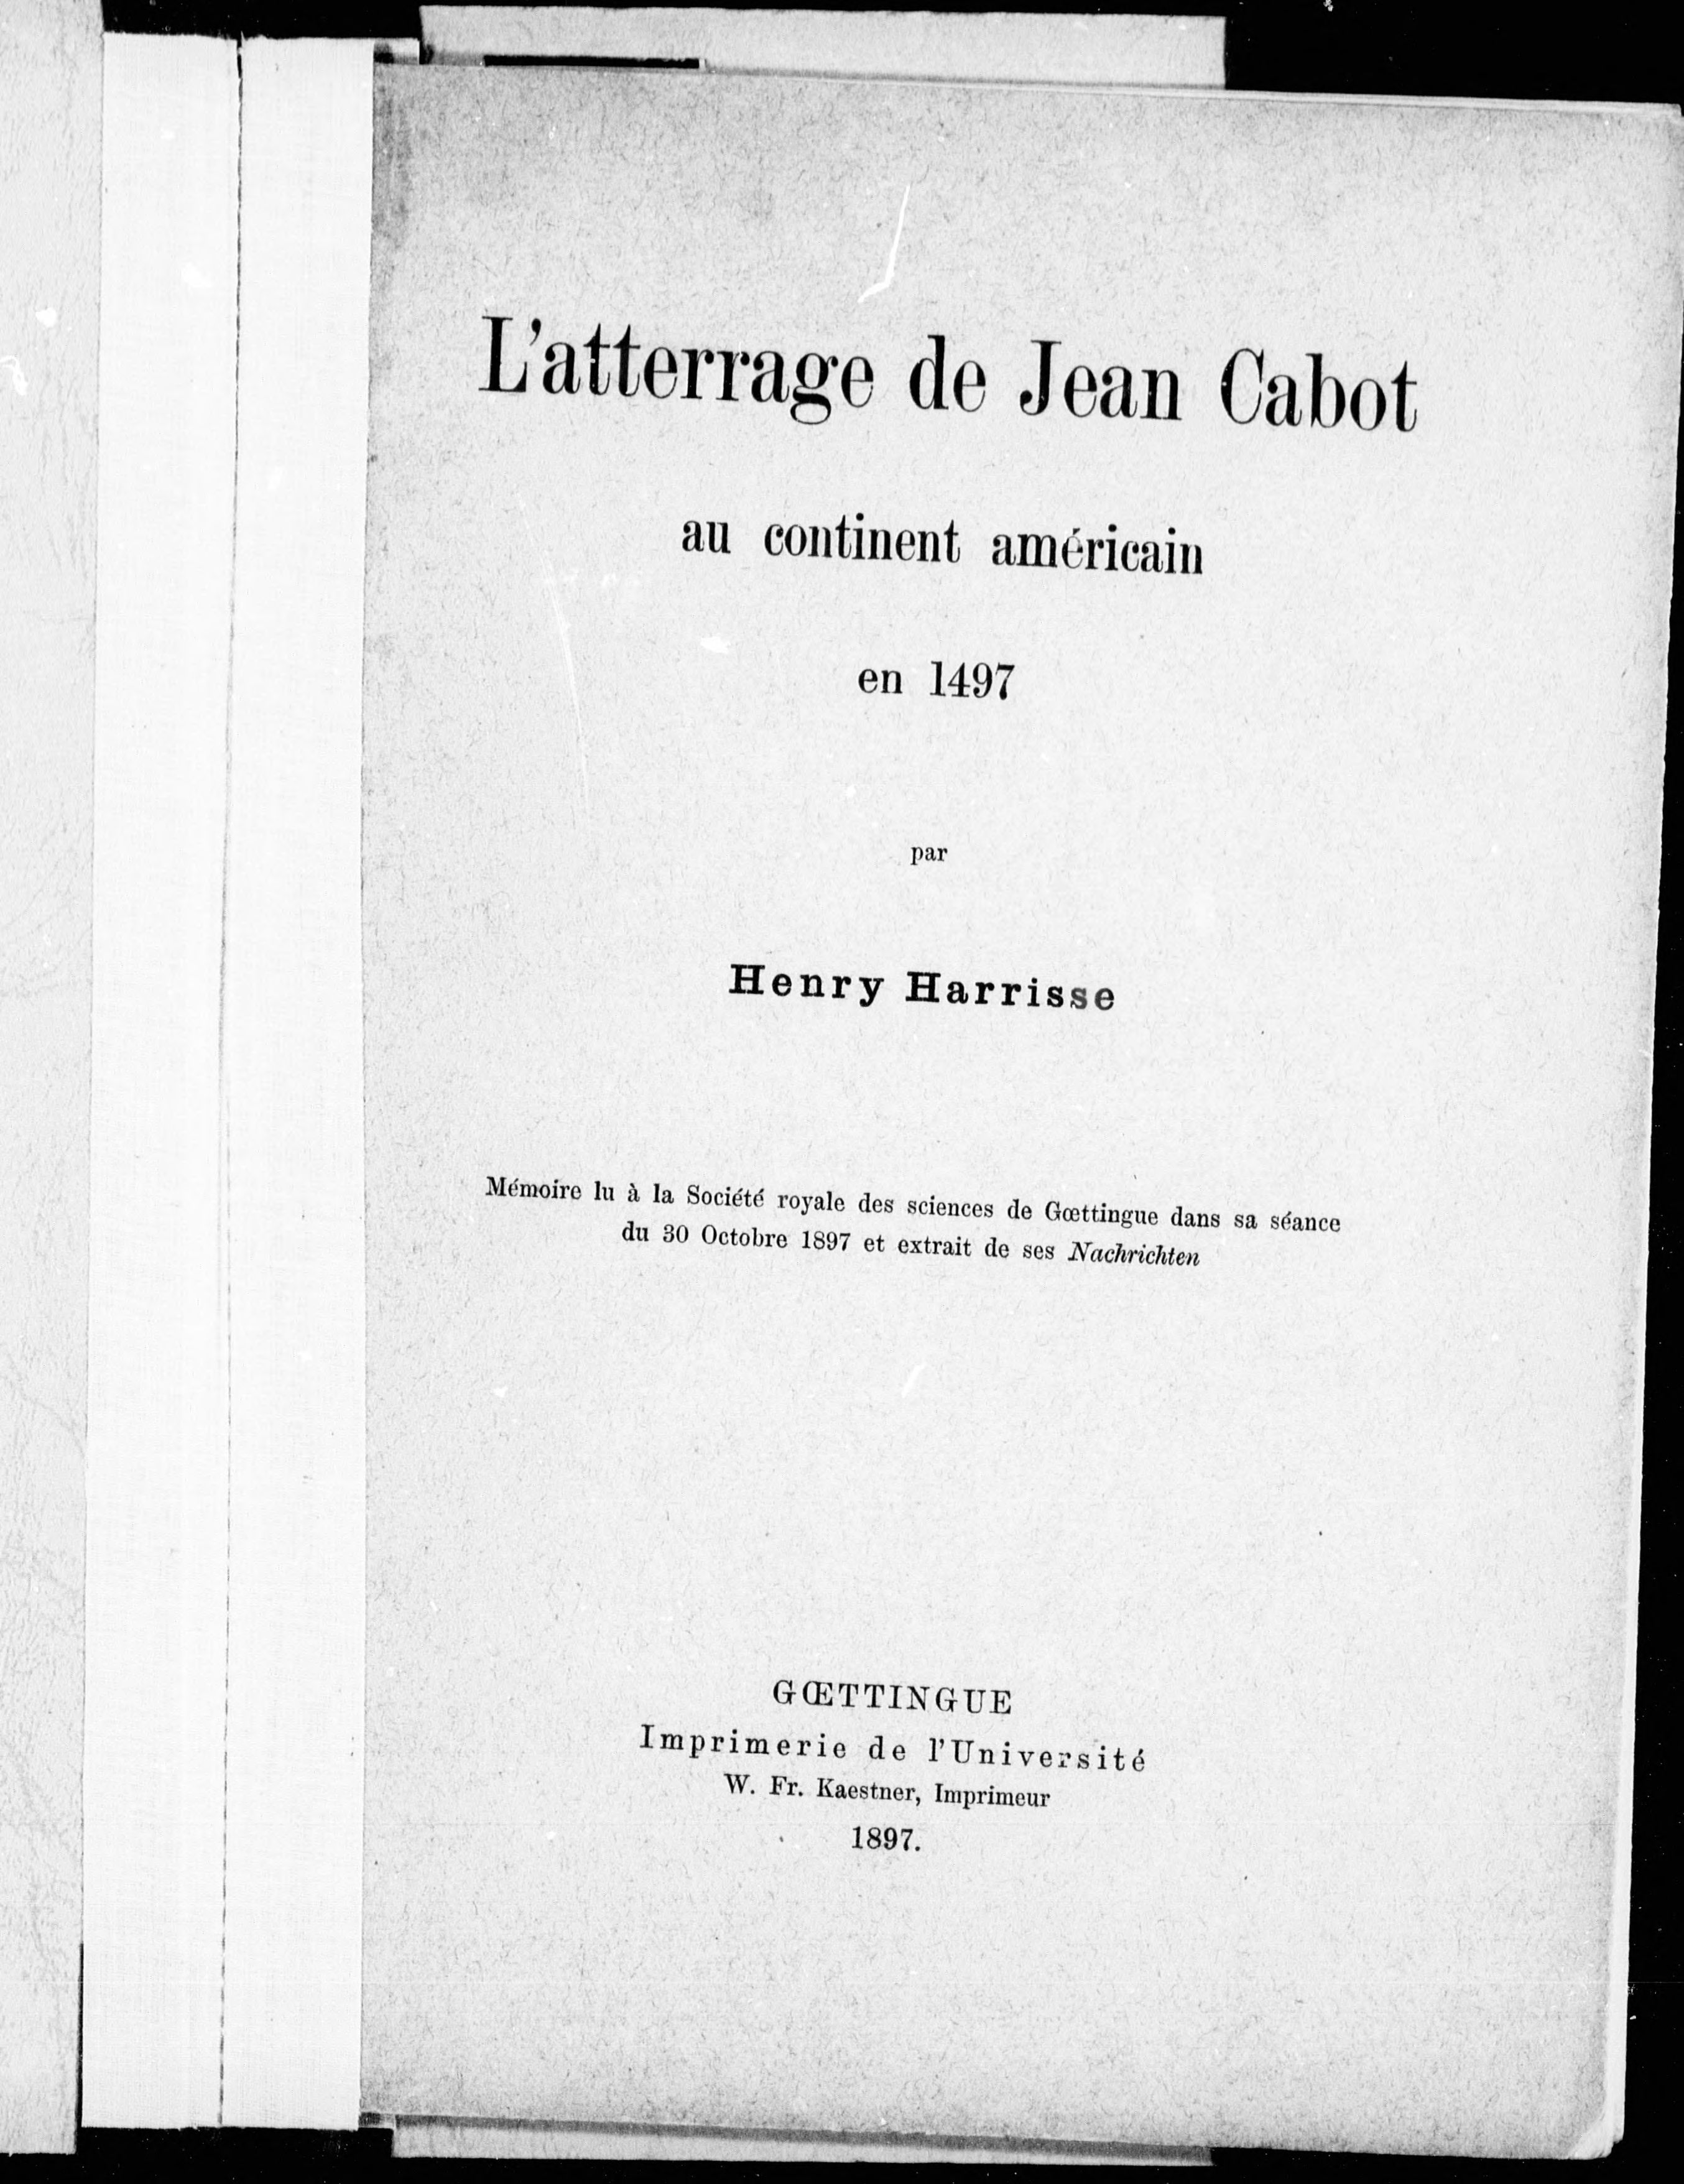 L'atterrage de Jean Cabot
au continent américain
en 1497
par
Henry Harrisse
Mémoire lu à la Société royale des sciences de Gœttingue dans sa séance
du 30 Octobre 1897 et extrait de ses Nachrichten
GŒTTINGUE
Imprimerie de l'Université
W. Fr. Kaestner, Imprimeur
1897.